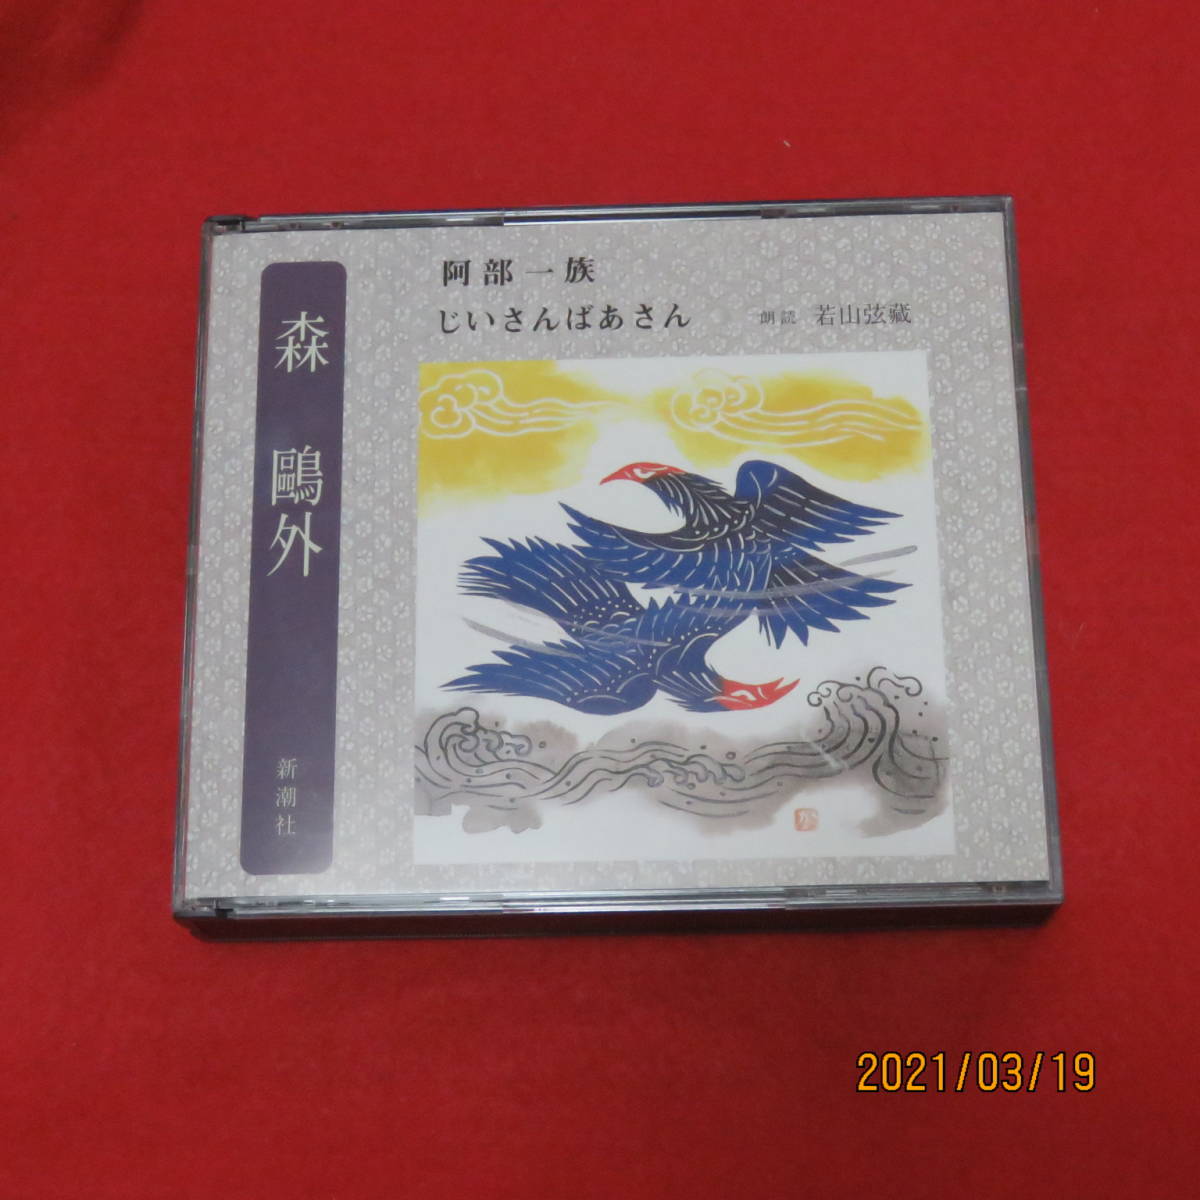 阿部一族
じいさんばあさん
朗読 若山弦藏
森 鷗外
新潮社
2021/03/19